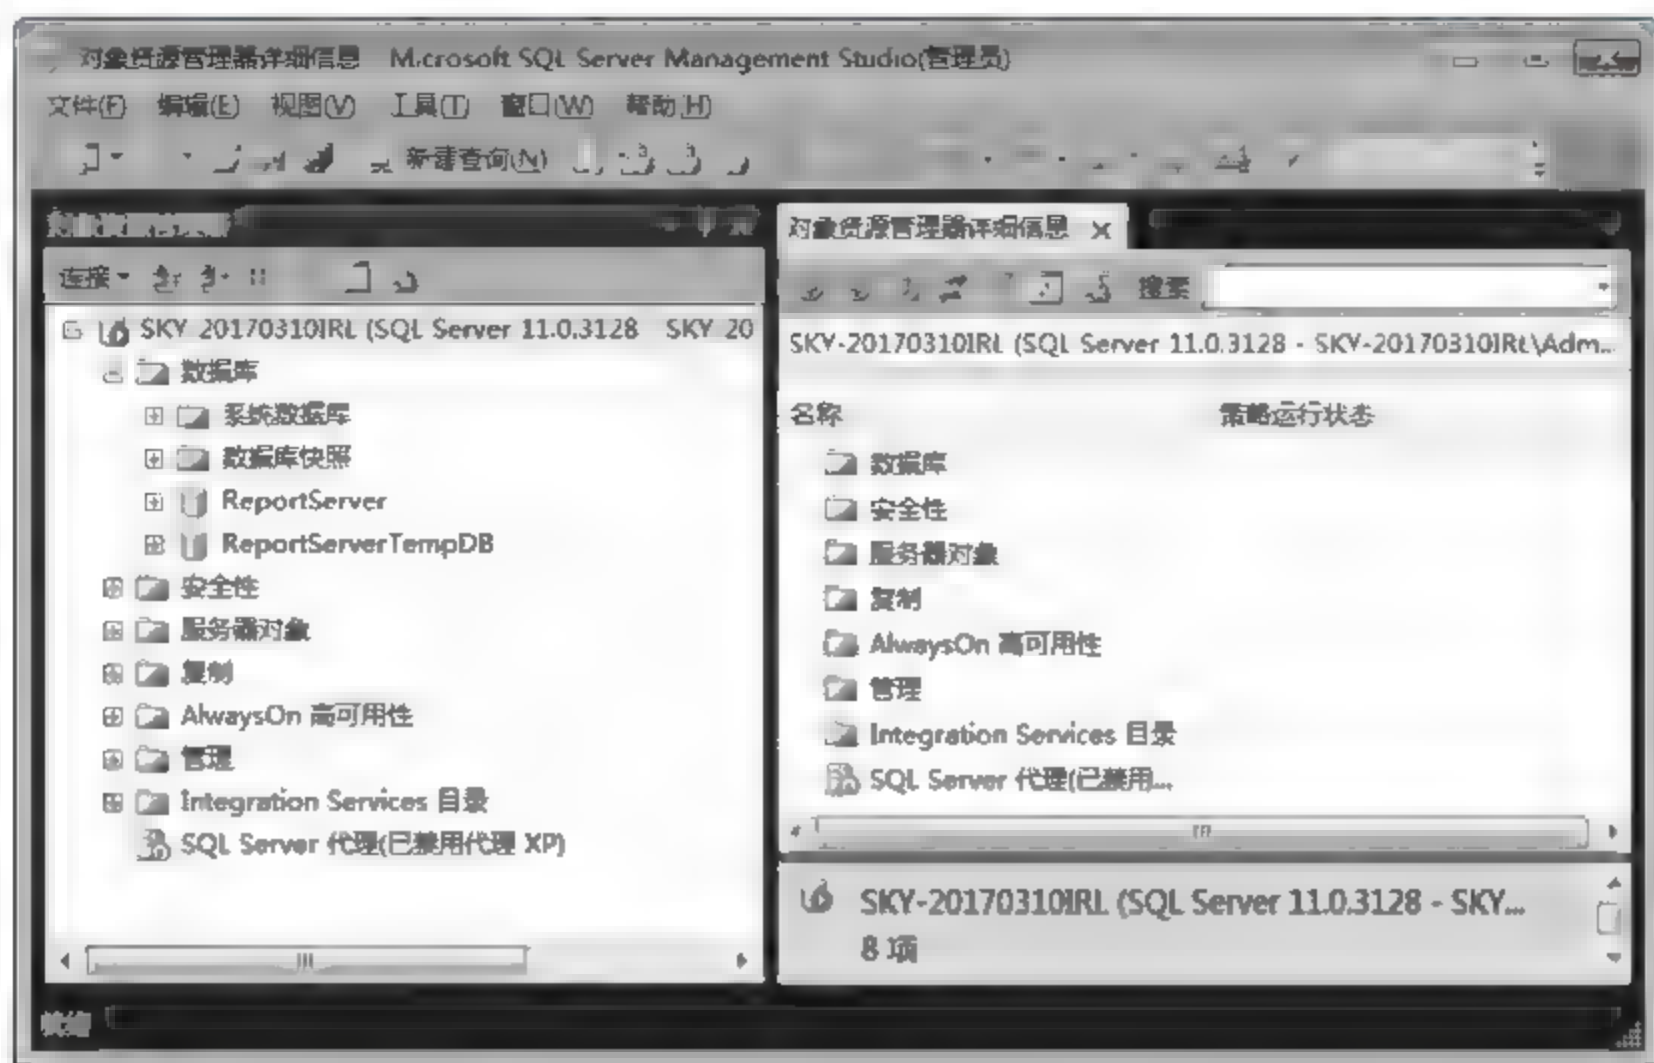 对象资源管理器详细信息 Microsoft SQL Server Management Studio(管理员)
文件(F) 编辑(E) 视图(V) 工具(T) 窗口(W) 帮助(H)
新建查询(N)
连接
SKY-20170310IRL (SQL Server 11.0.3128 SKY-20
数据库
系统数据库
数据库快照
ReportServer
ReportServerTempDB
安全性
服务器对象
复制
AlwaysOn 高可用性
管理
Integration Services 目录
SQL Server 代理(已禁用代理 XP)
对象资源管理器详细信息
搜索
SKY-20170310IRL (SQL Server 11.0.3128 - SKY-20170310IRL\Adm...
名称 策略运行状态
数据库
安全性
服务器对象
复制
AlwaysOn 高可用性
管理
Integration Services 目录
SQL Server 代理(已禁用...
SKY-20170310IRL (SQL Server 11.0.3128 - SKY...
8 项